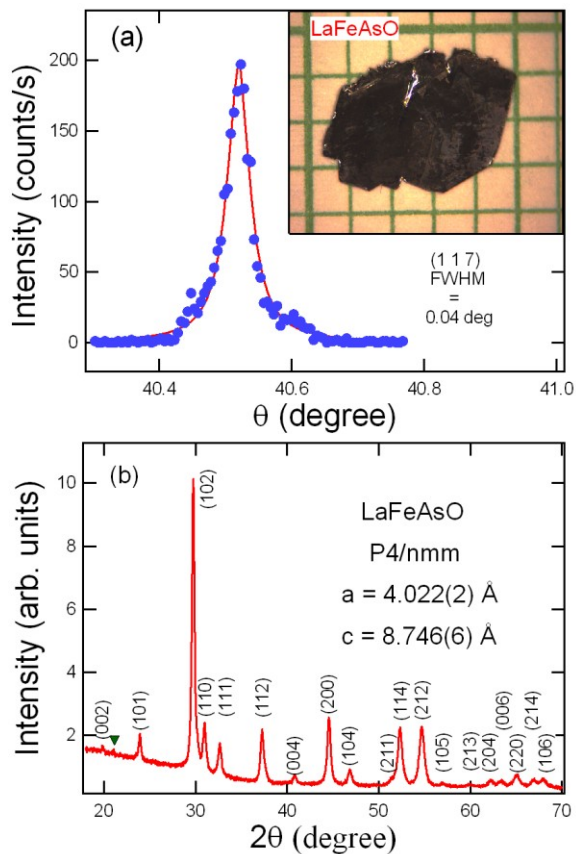 (a)
LaFeAsO
200
150
100
50
0
Intensity (counts/s)
(1 1 7)
FWHM
=
0.04 deg
40.4
40.6
40.8
41.0
θ (degree)
(b)
10
8
6
4
2
Intensity (arb. units)
LaFeAsO
P4/nmm
a = 4.022(2) Å
c = 8.746(6) Å
(002)
(101)
(102)
(110)
(111)
(112)
(004)
(200)
(104)
(211)
(114)
(212)
(105)
(213)
(204)
(006)
(220)
(214)
(106)
20
30
40
50
60
70
2θ (degree)